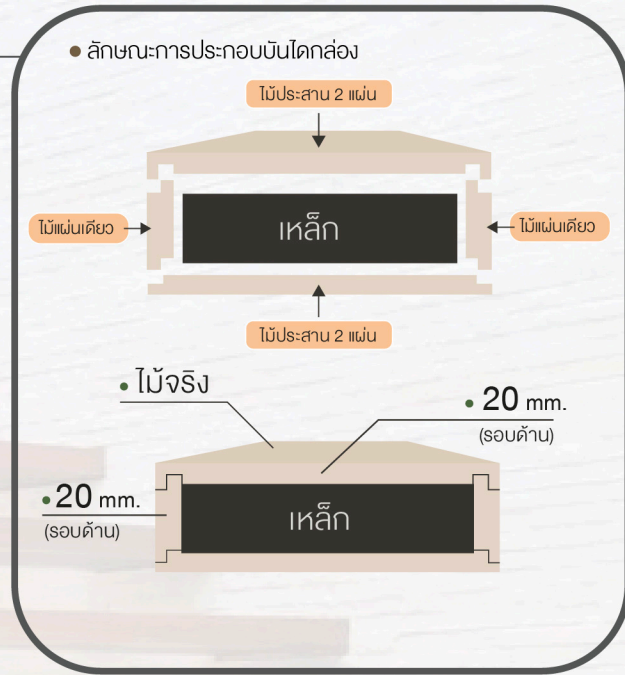 • ลักษณะการประกอบบันไดกล่อง
ไม้ประสาน 2 แผ่น
ไม้แผ่นเดียว
เหล็ก
ไม้แผ่นเดียว
ไม้ประสาน 2 แผ่น
• ไม้จริง
• 20 mm.
(รอบด้าน)
• 20 mm.
(รอบด้าน)
เหล็ก